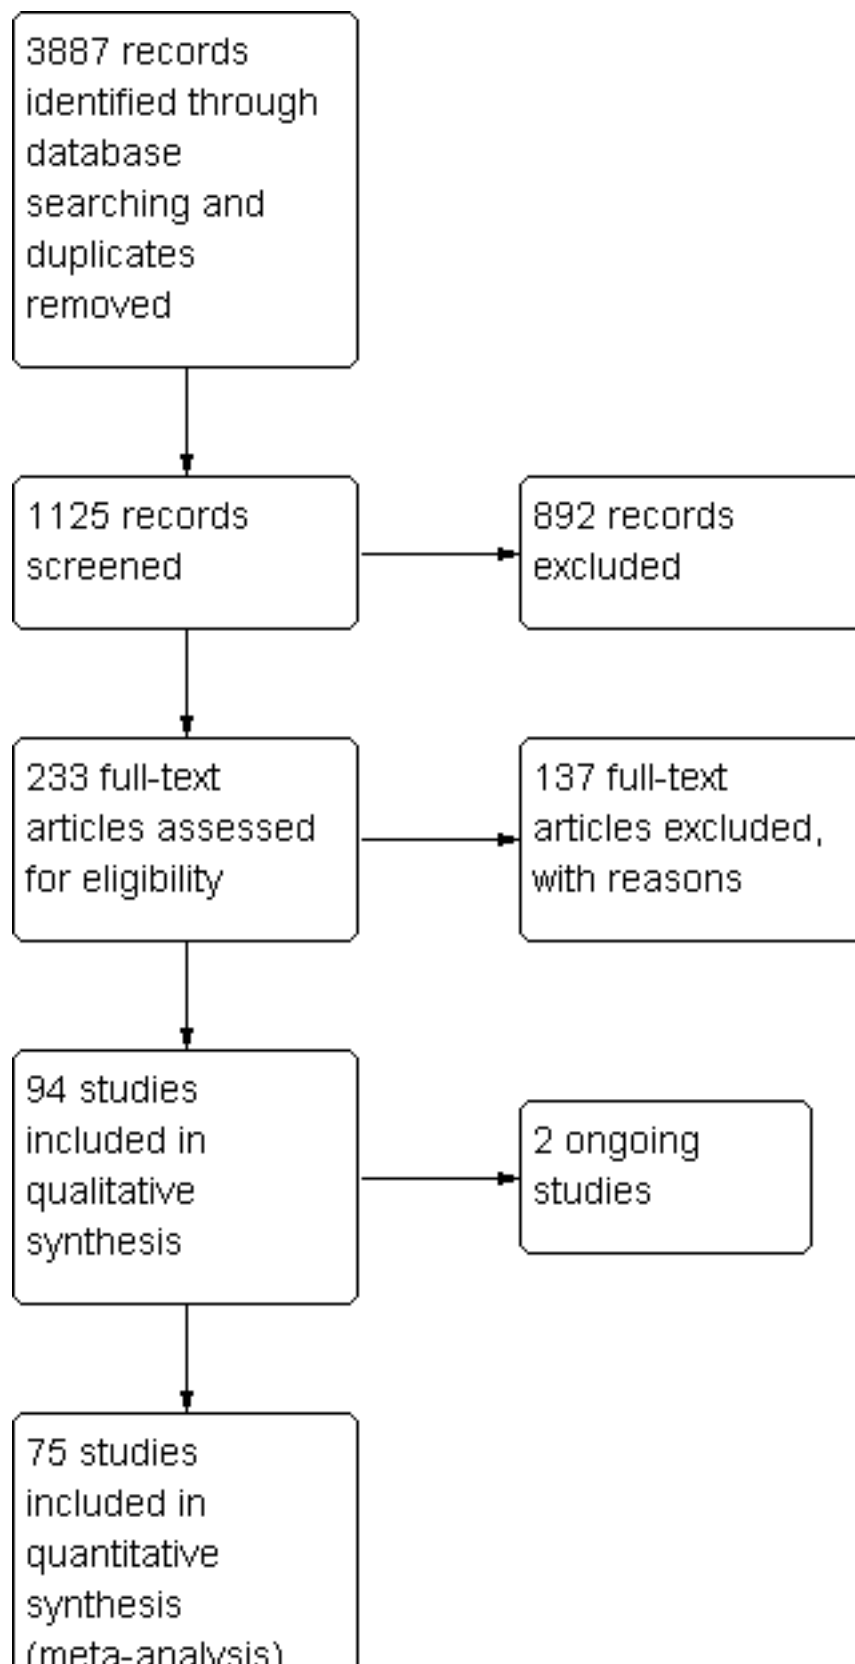 3887 records
identified through
database
searching and
duplicates
removed
1125 records
screened
892 records
excluded
233 full-text
articles assessed
for eligibility
137 full-text
articles excluded,
with reasons
94 studies
included in
qualitative
synthesis
2 ongoing
studies
75 studies
included in
quantitative
synthesis
(meta-analysis)